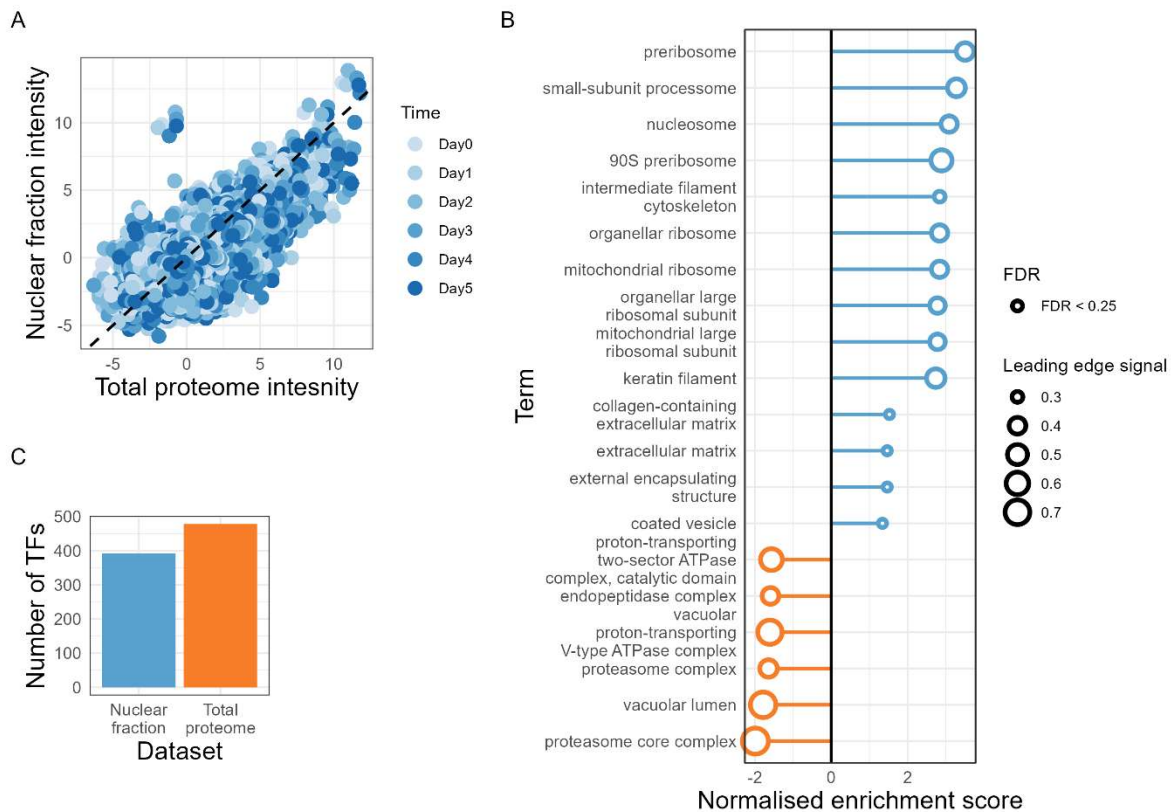 A
Nuclear fraction intensity
10
5
0
-5
-5
0
5
10
Total proteome intesnity
Time
Day0
Day1
Day2
Day3
Day4
Day5
B
Term
preribosome
small-subunit processome
nucleosome
90S preribosome
intermediate filament
cytoskeleton
organellar ribosome
mitochondrial ribosome
organellar large
ribosomal subunit
mitochondrial large
ribosomal subunit
keratin filament
collagen-containing
extracellular matrix
extracellular matrix
external encapsulating
structure
coated vesicle
proton-transporting
two-sector ATPase
complex, catalytic domain
endopeptidase complex
vacuolar
proton-transporting
V-type ATPase complex
proteasome complex
vacuolar lumen
proteasome core complex
-2
0
2
Normalised enrichment score
FDR
FDR < 0.25
Leading edge signal
0.3
0.4
0.5
0.6
0.7
C
Number of TFs
500
400
300
200
100
0
Nuclear
fraction
Total
proteome
Dataset